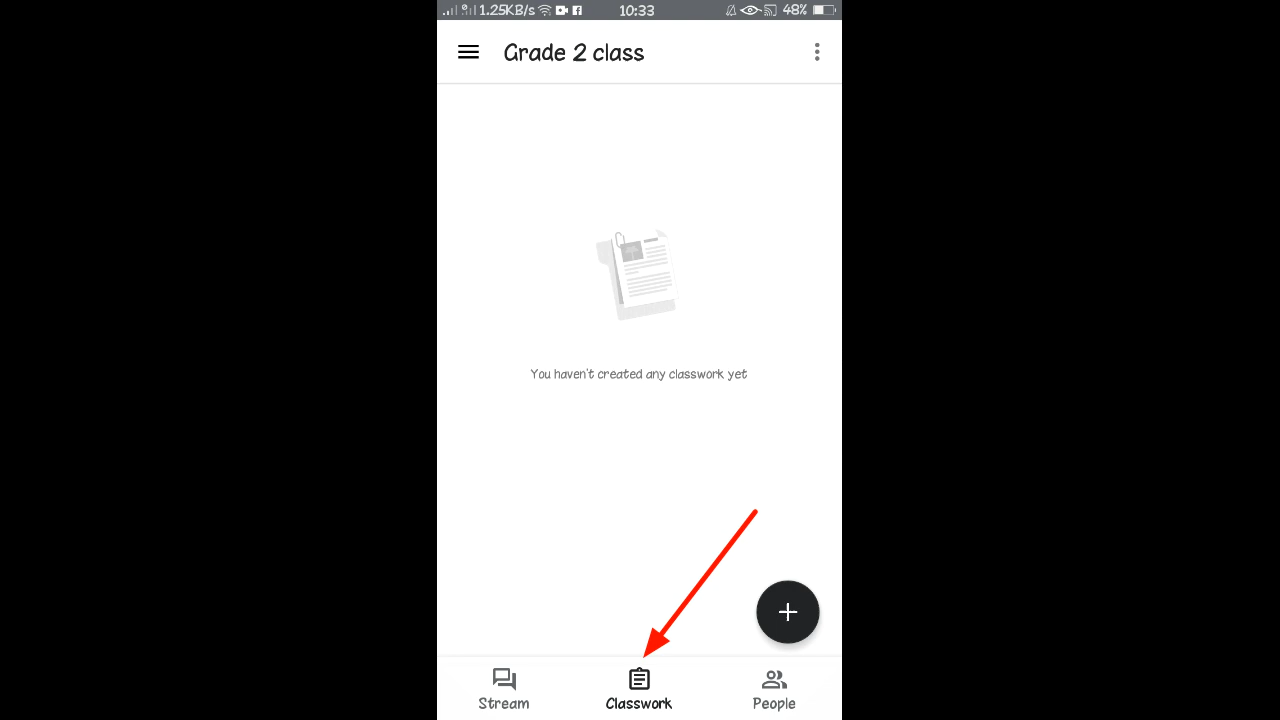 1.25KB/s 10:33 48%
Grade 2 class
You haven't created any classwork yet
Stream Classwork People